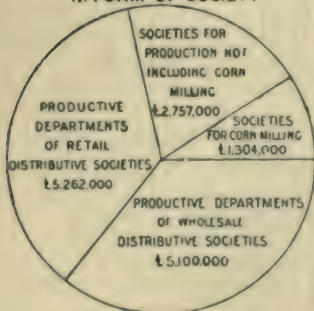 FORM OF SOCIETY
SOCIETIES FOR
PRODUCTION NOT
INCLUDING CORN
MILLING
£2.757,000
SOCIETIES
FOR CORN MILLING
£1,304,000
PRODUCTIVE
DEPARTMENTS
OF RETAIL
DISTRIBUTIVE SOCIETIES
£5,262,000
PRODUCTIVE DEPARTMENTS
OF WHOLESALE
DISTRIBUTIVE SOCIETIES
£5,100,000